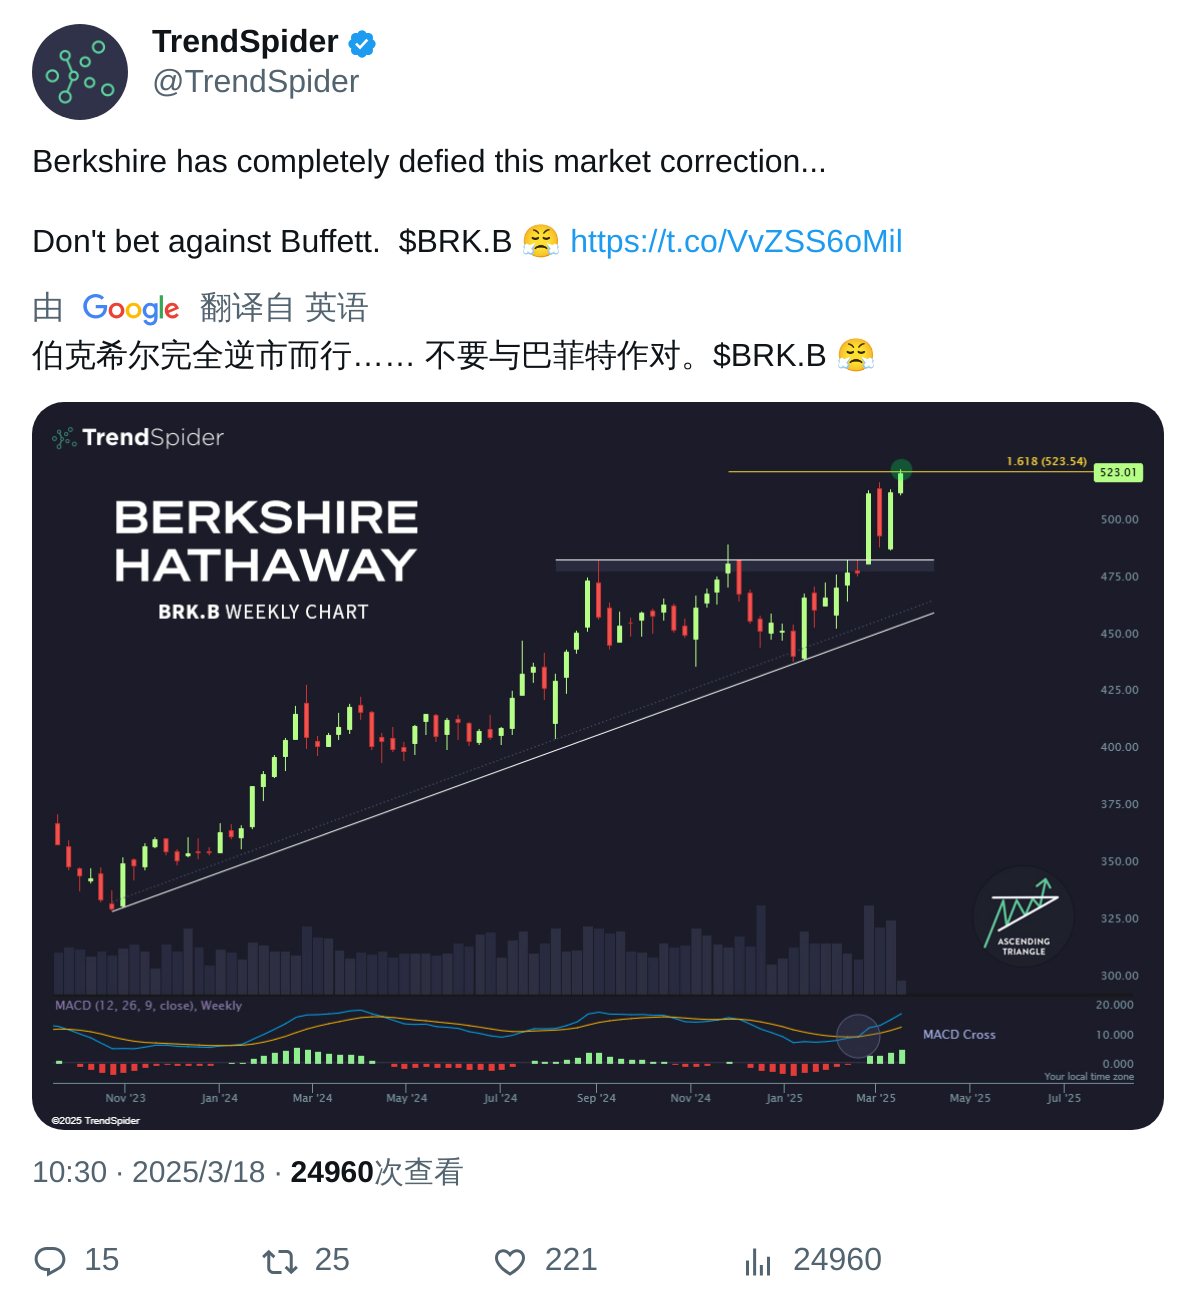 TrendSpider
@TrendSpider
Berkshire has completely defied this market correction...
Don't bet against Buffett.  $BRK.B 😤 https://t.co/VvZSS6oMil
由 Google 翻译自 英语
伯克希尔完全逆市而行…… 不要与巴菲特作对。$BRK.B 😤
TrendSpider
1.618 (523.54)
523.01
BERKSHIRE
HATHAWAY
BRK.B WEEKLY CHART
500.00
475.00
450.00
425.00
400.00
375.00
350.00
325.00
300.00
ASCENDING
TRIANGLE
MACD (12, 26, 9, close), Weekly
20.000
10.000
0.000
MACD Cross
Your local time zone
Nov '23 Jan '24 Mar '24 May '24 Jul '24 Sep '24 Nov '24 Jan '25 Mar '25 May '25 Jul '25
©2025 TrendSpider
10:30 · 2025/3/18 · 24960次查看
15 25 221 24960